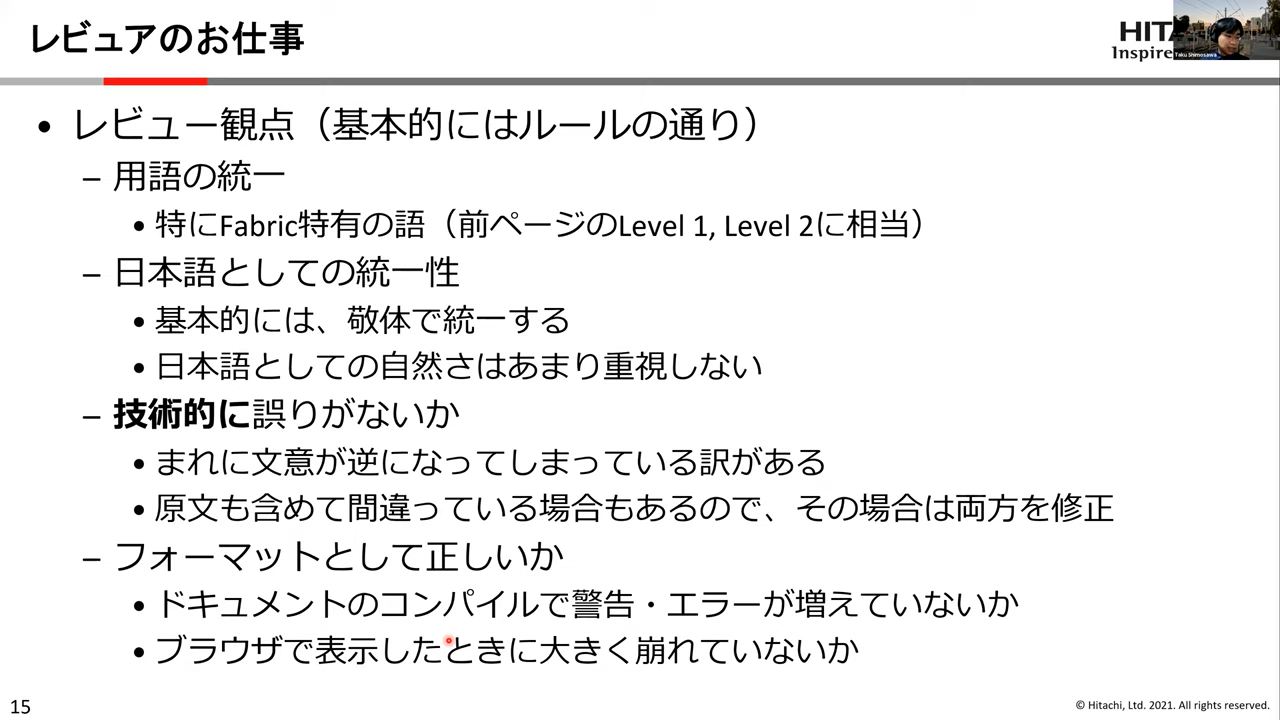 レビュアのお仕事
HITA
Inspire
Taku Shimosawa
• レビュー観点（基本的にはルールの通り）
– 用語の統一
• 特にFabric特有の語（前ページのLevel 1, Level 2に相当）
– 日本語としての統一性
• 基本的には、敬体で統一する
• 日本語としての自然さはあまり重視しない
– 技術的に誤りがないか
• まれに文意が逆になってしまっている訳がある
• 原文も含めて間違っている場合もあるので、その場合は両方を修正
– フォーマットとして正しいか
• ドキュメントのコンパイルで警告・エラーが増えていないか
• ブラウザで表示したときに大きく崩れていないか
15
© Hitachi, Ltd. 2021. All rights reserved.